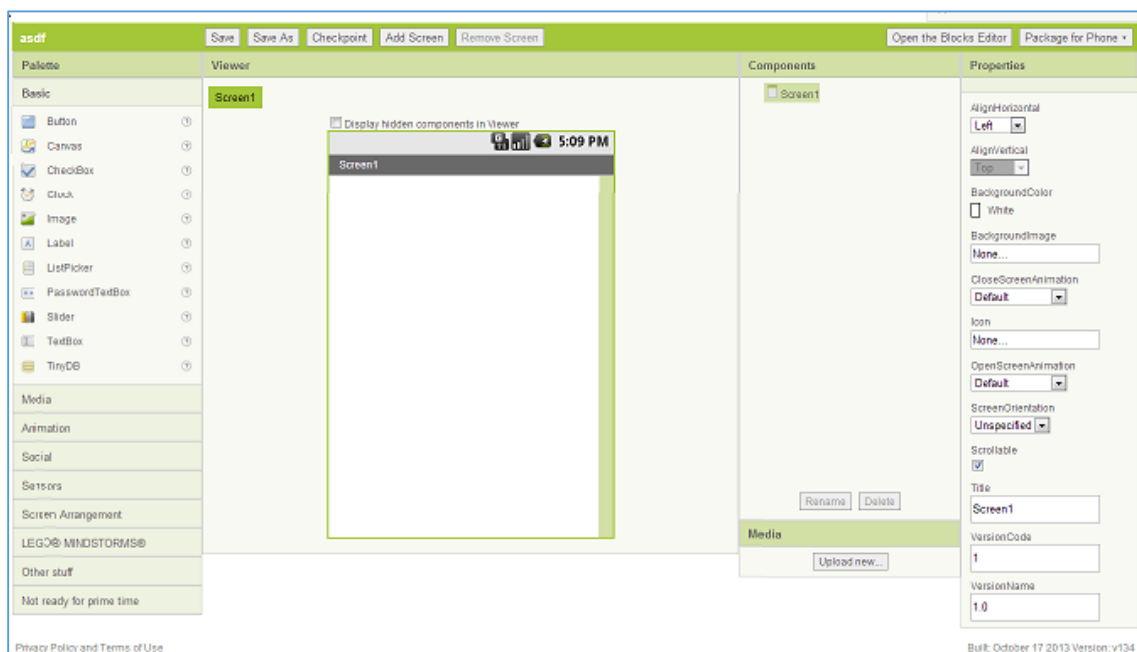 asdf
Save Save As Checkpoint Add Screen Remove Screen
Open the Blocks Editor Package for Phone
Palette
Basic
Button
Canvas
CheckBox
Clock
Image
Label
ListPicker
PasswordTextBox
Slider
TextBox
TinyDB
Media
Animation
Social
Sensors
Screen Arrangement
LEGO® MINDSTORMS®
Other stuff
Not ready for prime time
Viewer
Screen1
Display hidden components in Viewer
5:09 PM
Screen1
Components
Screen1
Rename Delete
Media
Upload new...
Properties
AlignHorizontal
Left
AlignVertical
Top
BackgroundColor
White
BackgroundImage
None...
CloseScreenAnimation
Default
Icon
None...
OpenScreenAnimation
Default
ScreenOrientation
Unspecified
Scrollable
Title
Screen1
VersionCode
1
VersionName
1.0
Privacy Policy and Terms of Use
Built: October 17 2013 Version: v134